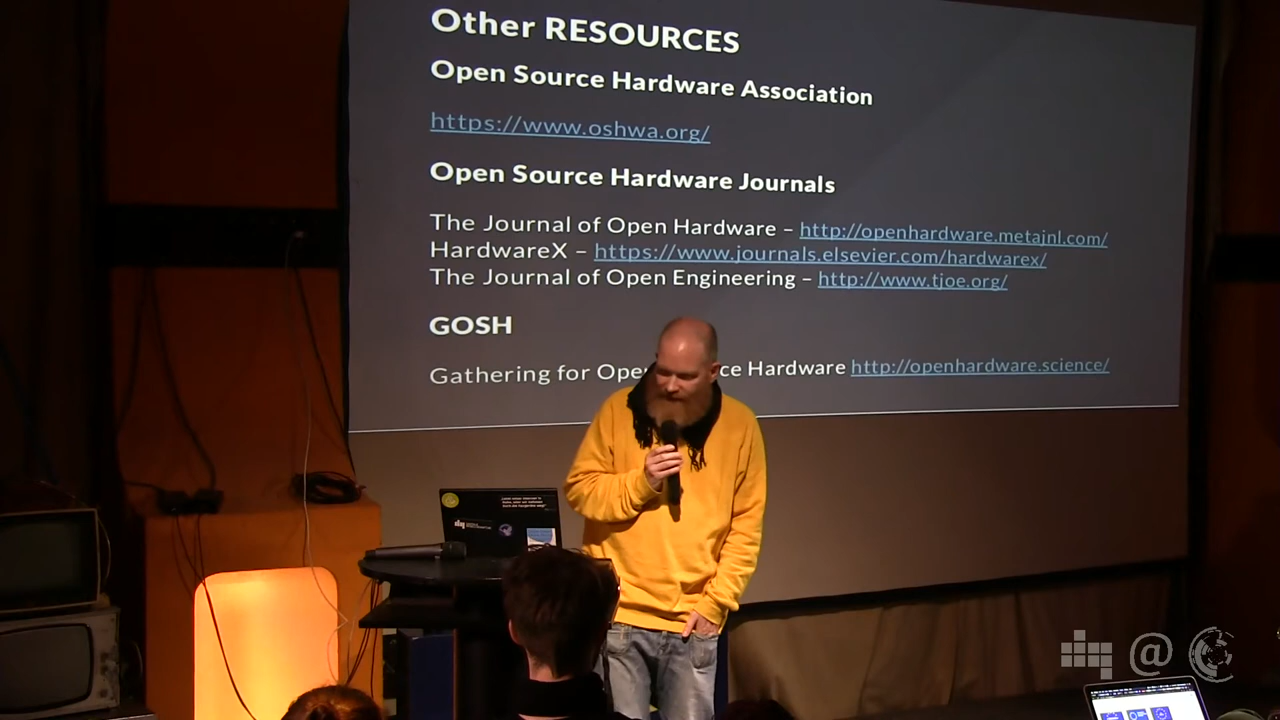 Other RESOURCES
Open Source Hardware Association
https://www.oshwa.org/
Open Source Hardware Journals
The Journal of Open Hardware – http://openhardware.metajnl.com/
HardwareX – https://www.journals.elsevier.com/hardwarex/
The Journal of Open Engineering – http://www.tjoe.org/
GOSH
Gathering for Ope ce Hardware http://openhardware.science/
@